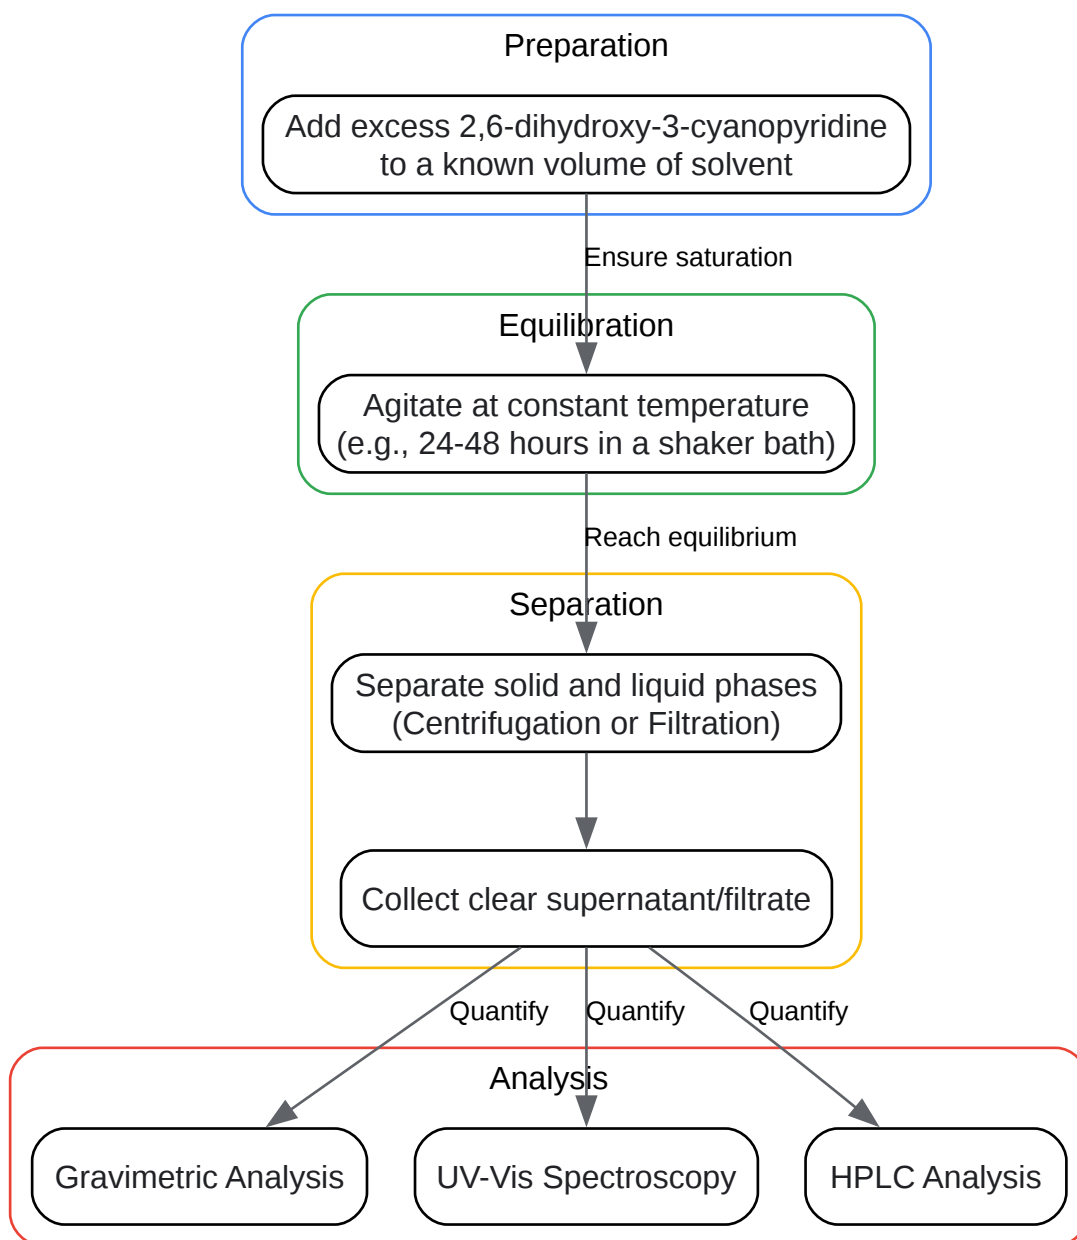 Preparation
Add excess 2,6-dihydroxy-3-cyanopyridine
to a known volume of solvent
Ensure saturation
Equilibration
Agitate at constant temperature
(e.g., 24-48 hours in a shaker bath)
Reach equilibrium
Separation
Separate solid and liquid phases
(Centrifugation or Filtration)
Collect clear supernatant/filtrate
Quantify
Quantify
Quantify
Analysis
Gravimetric Analysis
UV-Vis Spectroscopy
HPLC Analysis